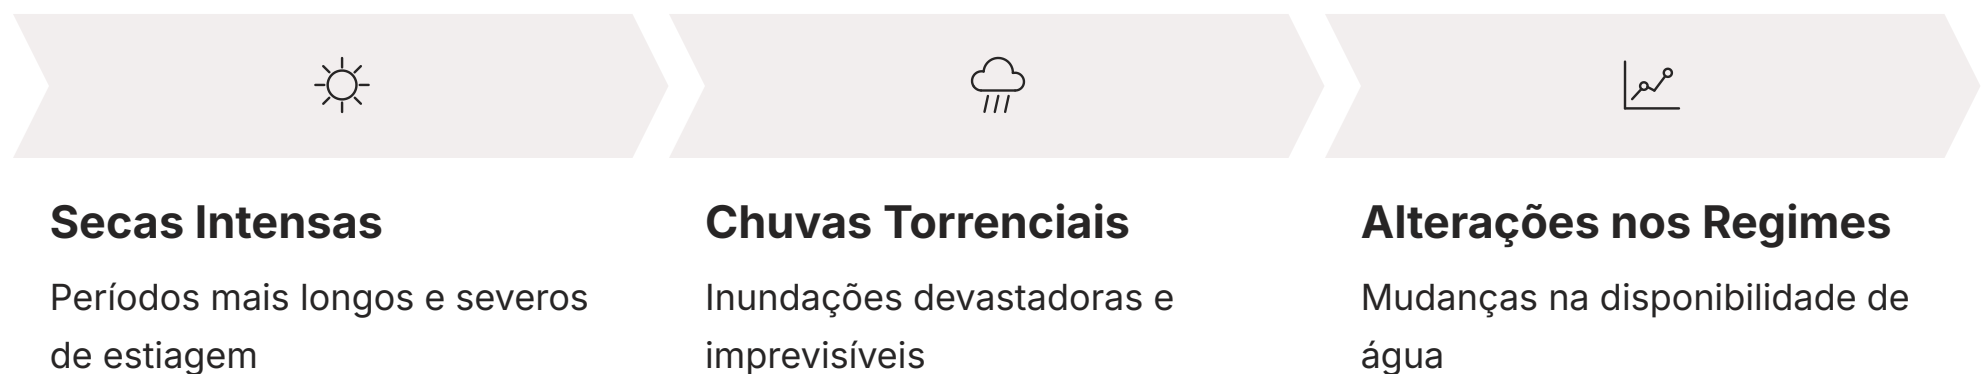 Secas Intensas
Períodos mais longos e severos
de estiagem
Chuvas Torrenciais
Inundações devastadoras e
imprevisíveis
Alterações nos Regimes
Mudanças na disponibilidade de
água